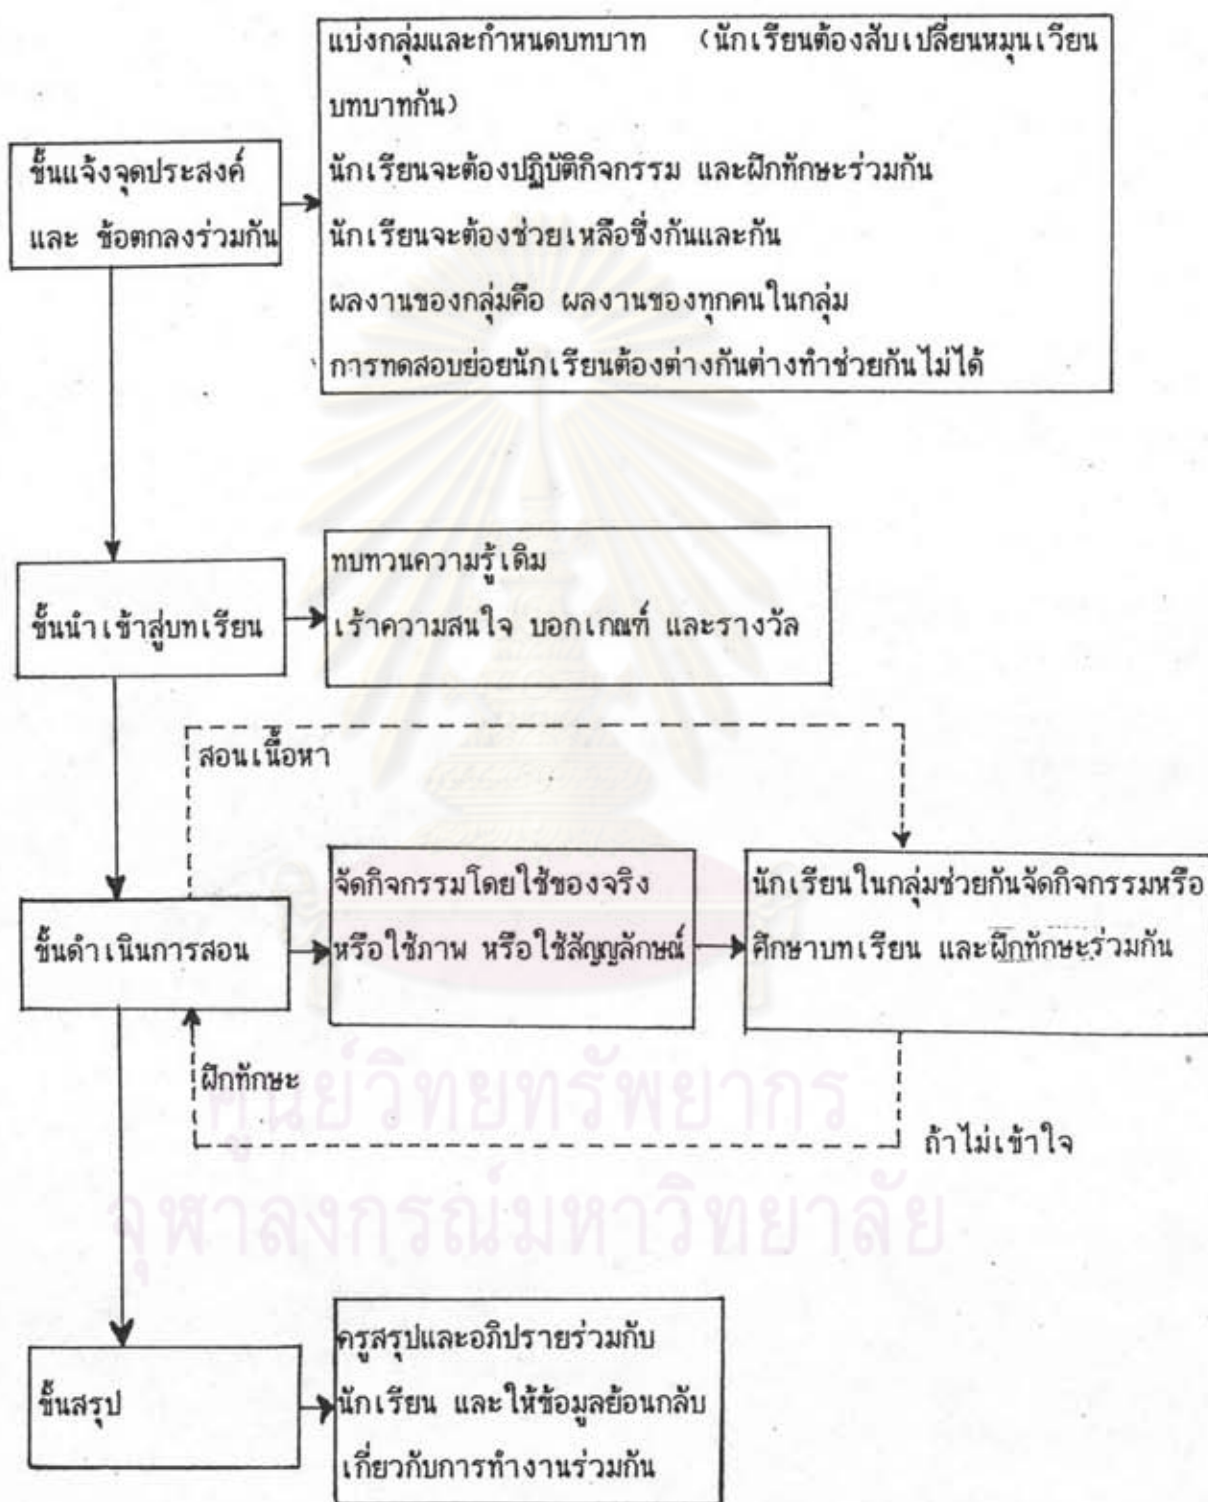 แบ่งกลุ่มและกำหนดบทบาท (นักเรียนต้องสับเปลี่ยนหมุนเวียน
บทบาทกัน)
ขั้นแจ้งจุดประสงค์
และ ข้อตกลงร่วมกัน
นักเรียนจะต้องปฏิบัติกิจกรรม และฝึกทักษะร่วมกัน
นักเรียนจะต้องช่วยเหลือซึ่งกันและกัน
ผลงานของกลุ่มคือ ผลงานของทุกคนในกลุ่ม
การทดสอบย่อยนักเรียนต้องต่างกันต่างทำช่วยกันไม่ได้
ขั้นนำเข้าสู่บทเรียน
ทบทวนความรู้เดิม
เร้าความสนใจ บอกเกณฑ์ และรางวัล
สอนเนื้อหา
ขั้นดำเนินการสอน
จัดกิจกรรมโดยใช้ของจริง
หรือใช้ภาพ หรือใช้สัญญลักษณ์
นักเรียนในกลุ่มช่วยกันจัดกิจกรรมหรือ
ศึกษาบทเรียน และฝึกทักษะร่วมกัน
ฝึกทักษะ
ถ้าไม่เข้าใจ
ศูนย์วิทยทรัพยากร
จุฬาลงกรณ์มหาวิทยาลัย
ขั้นสรุป
ครูสรุปและอภิปรายร่วมกับ
นักเรียน และให้ข้อมูลย้อนกลับ
เกี่ยวกับการทำงานร่วมกัน